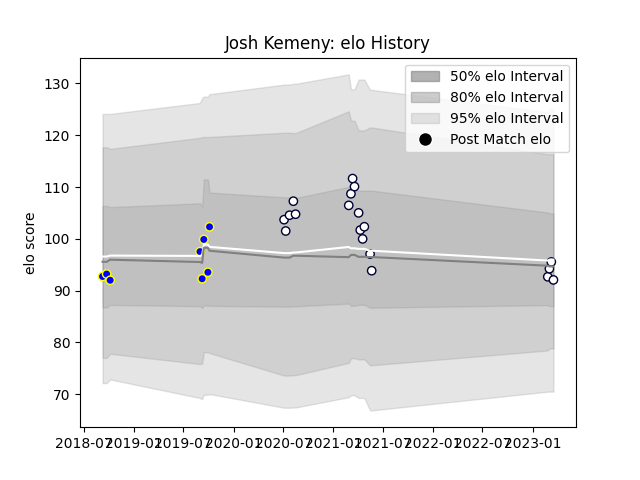 Josh Kemeny: elo History
130
120
110
100
90
80
70
elo score
50% elo Interval
80% elo Interval
95% elo Interval
Post Match elo
2018-07 2019-01 2019-07 2020-01 2020-07 2021-01 2021-07 2022-01 2022-07 2023-01